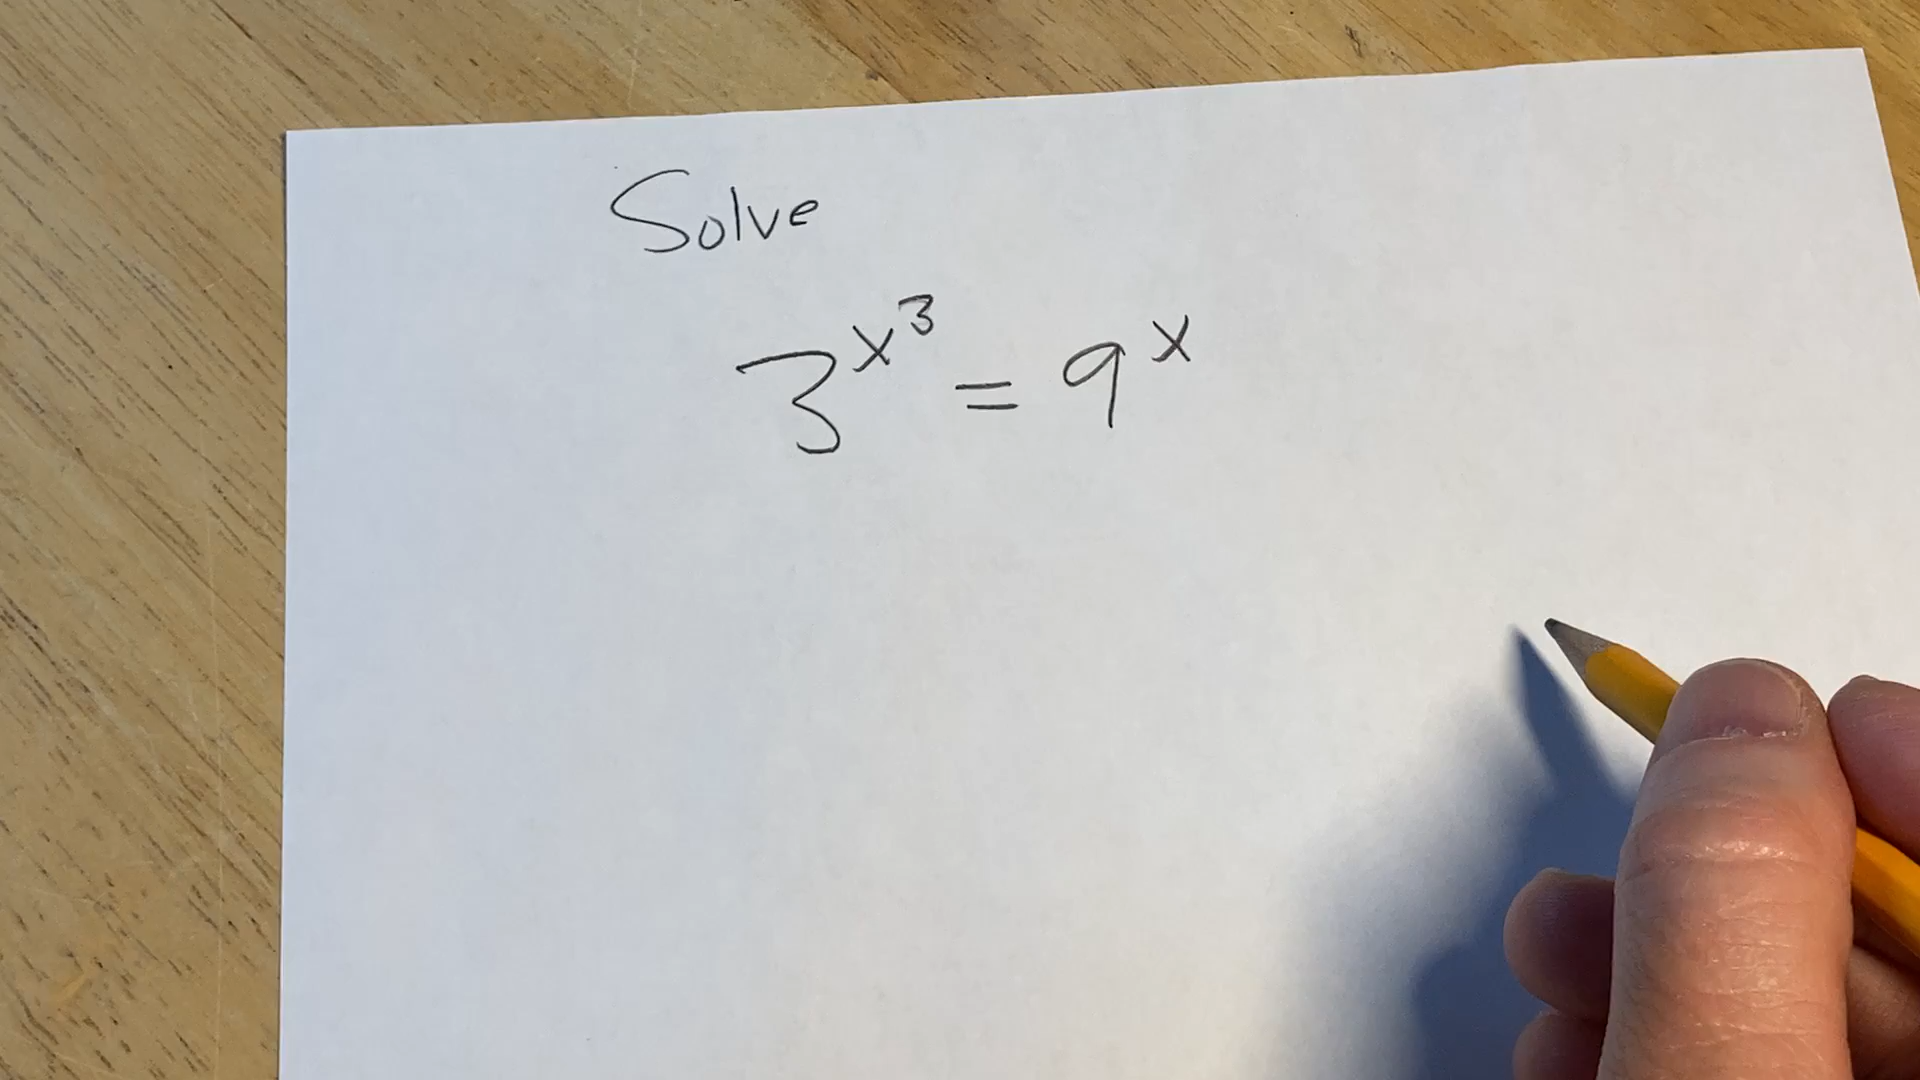 Solve
3^{x^3} = 9^x